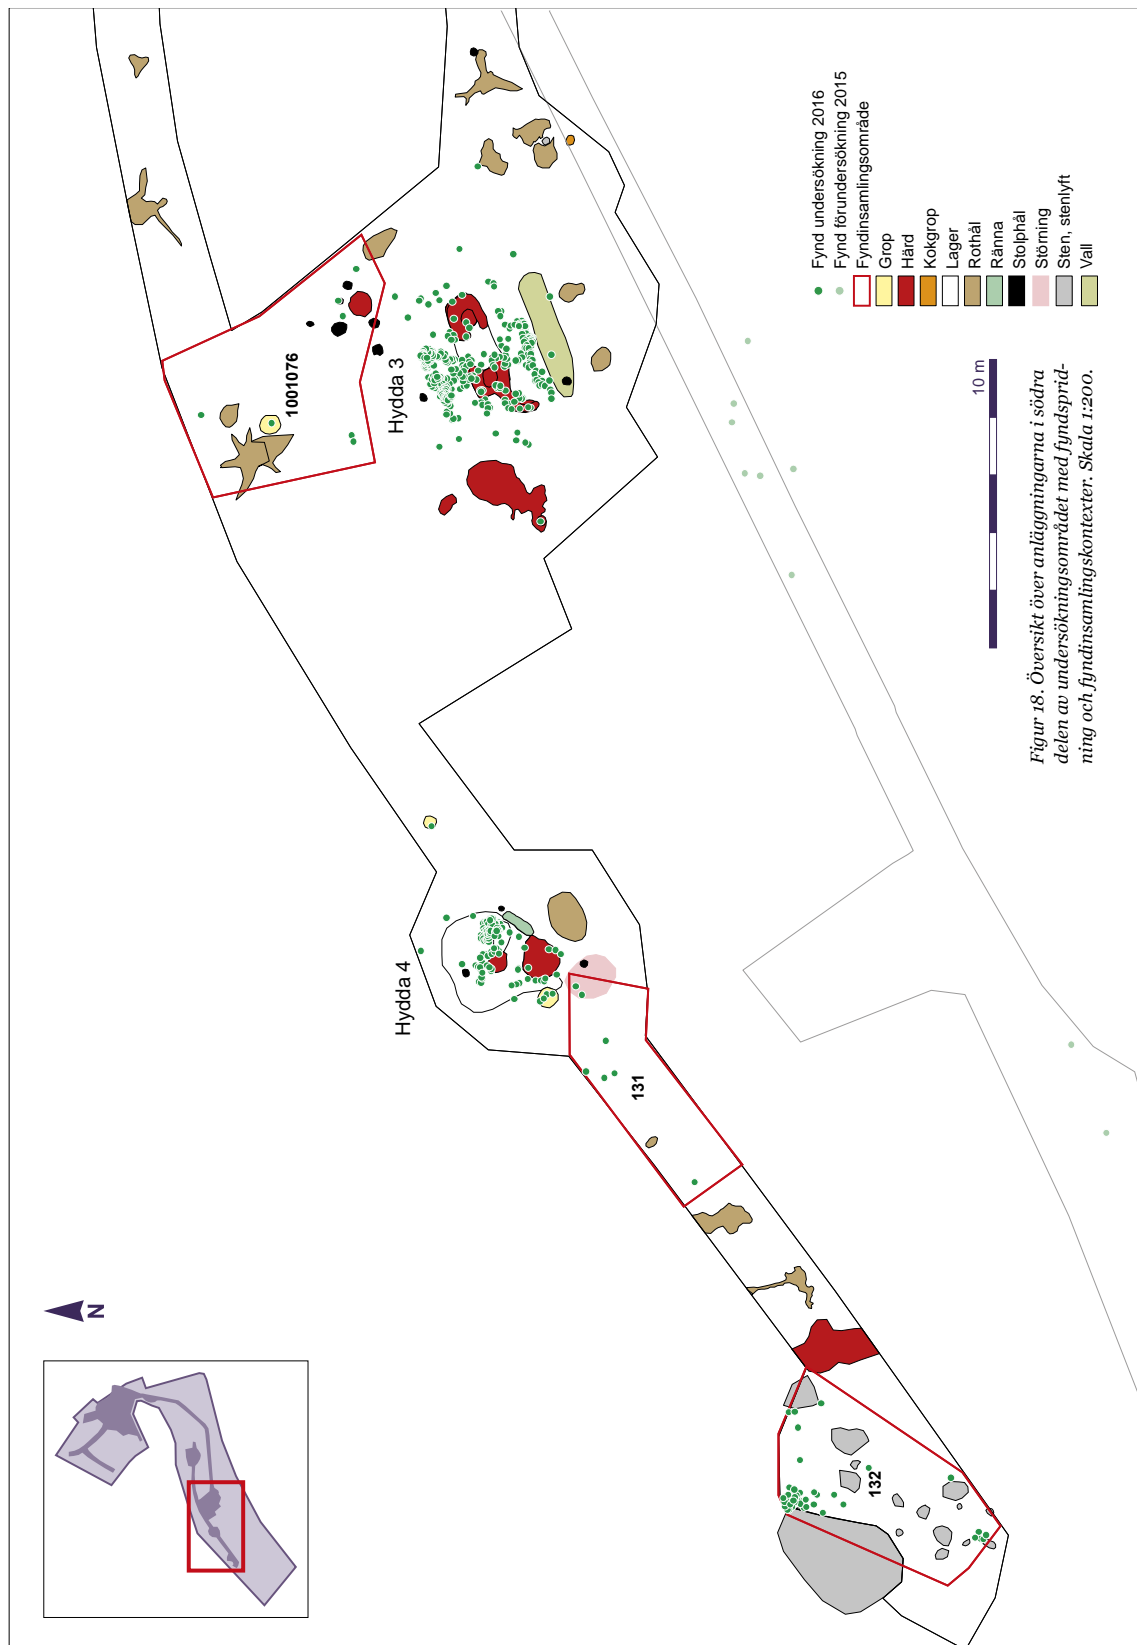 N
Hydda 3
1001076
Hydda 4
131
132
Fynd undersökning 2016
Fynd förundersökning 2015
Fyndinsamlingsområde
Grop
Härd
Kokgrop
Lager
Rothål
Ränna
Stolphål
Störning
Sten, stenlyft
Vall
10 m
Figur 18. Översikt över anläggningarna i södra
delen av undersökningsområdet med fyndsprid-
ning och fyndinsamlingskontexter. Skala 1:200.